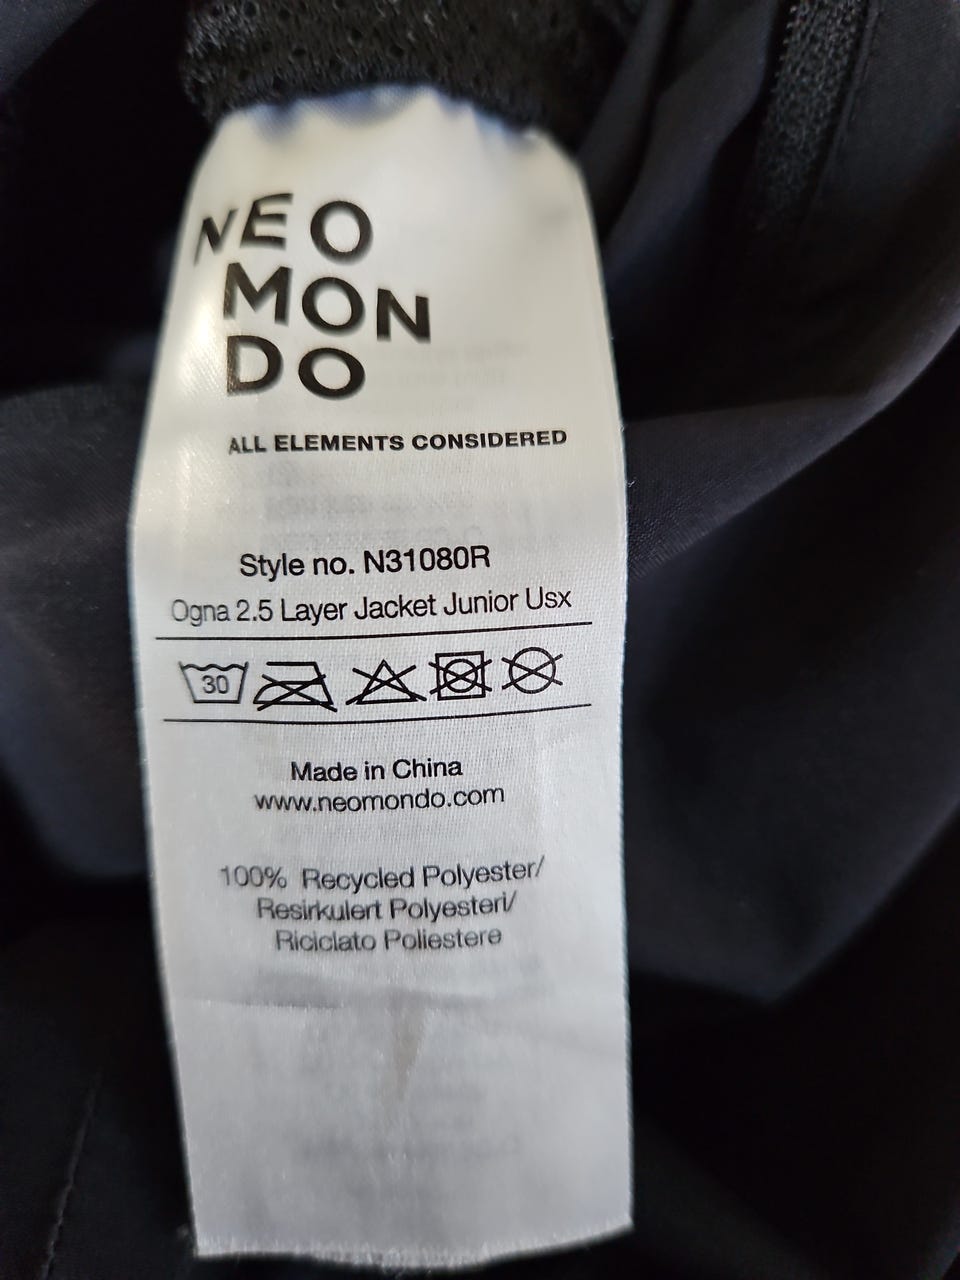 NEO
MON
DO
ALL ELEMENTS CONSIDERED
Style no. N31080R
Ogna 2.5 Layer Jacket Junior Usx
30
Made in China
www.neomondo.com
100% Recycled Polyester/
Resirkulert Polyesteri/
Riciclato Poliestere